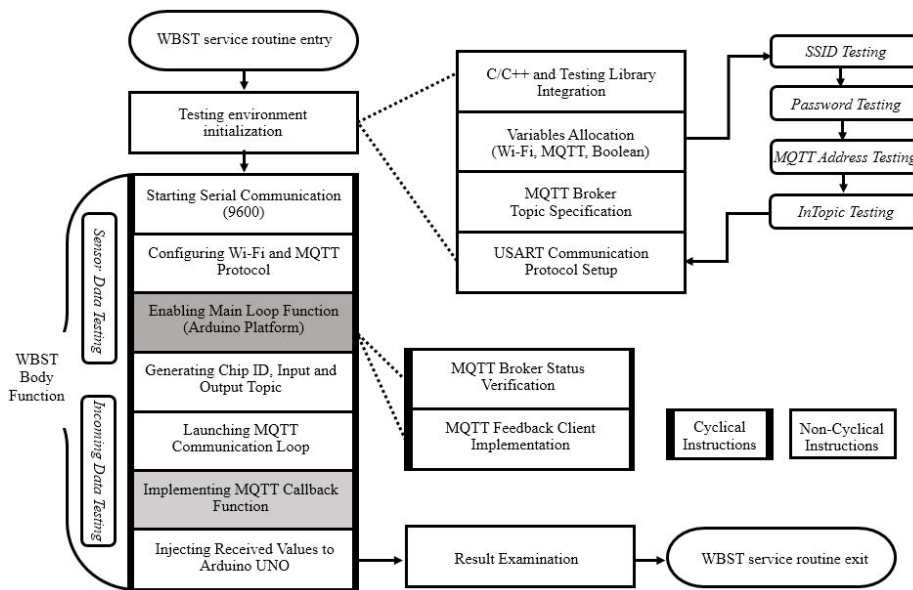 WBST service routine entry
Testing environment
initialization
C/C++ and Testing Library
Integration
Variables Allocation
(Wi-Fi, MQTT, Boolean)
MQTT Broker
Topic Specification
USART Communication
Protocol Setup
SSID Testing
Password Testing
MQTT Address Testing
InTopic Testing
WBST
Body
Function
Sensor Data Testing
Incoming Data Testing
Starting Serial Communication
(9600)
Configuring Wi-Fi and MQTT
Protocol
Enabling Main Loop Function
(Arduino Platform)
Generating Chip ID, Input and
Output Topic
Launching MQTT
Communication Loop
Implementing MQTT Callback
Function
Injecting Received Values to
Arduino UNO
MQTT Broker Status
Verification
MQTT Feedback Client
Implementation
Cyclical
Instructions
Non-Cyclical
Instructions
Result Examination
WBST service routine exit